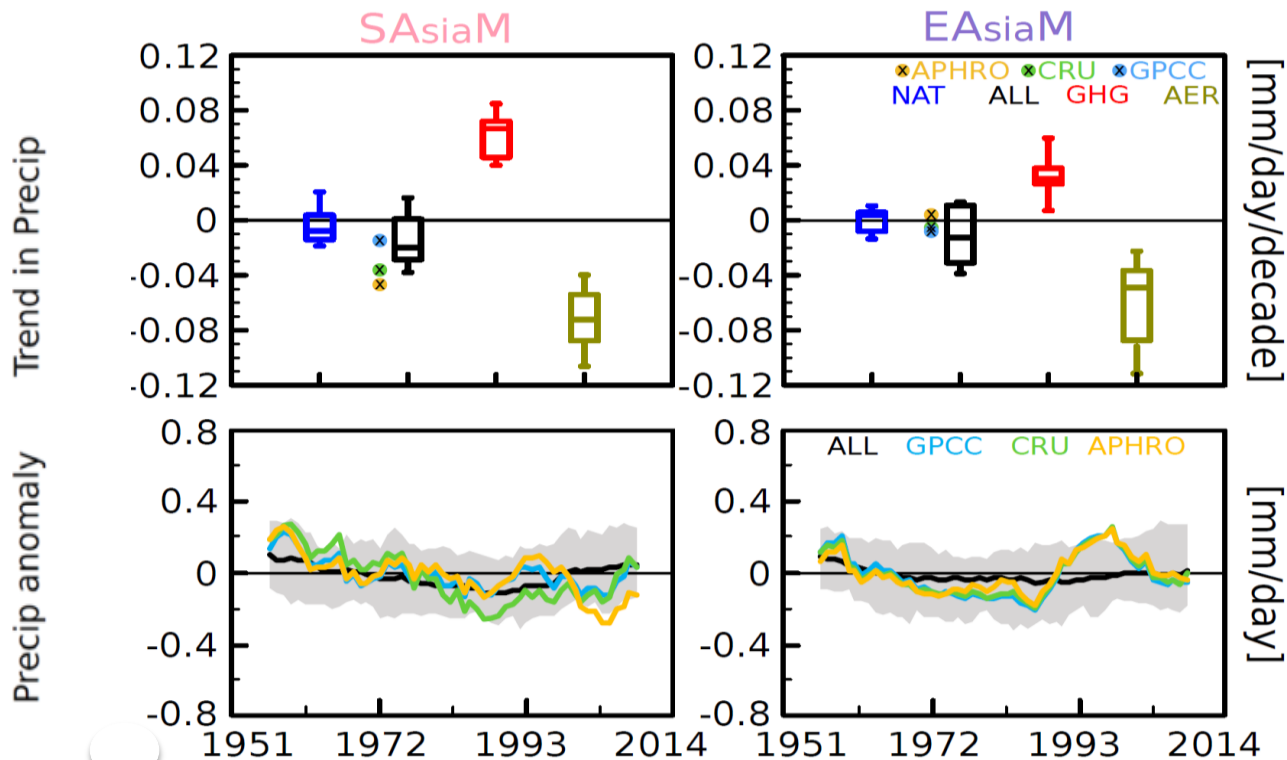 SAsiaM EAsiaM
0.12 0.12
APHRO CRU GPCC
NAT ALL GHG AER
0.08 0.08
0.04 0.04
0 0
-0.04 -0.04
-0.08 -0.08
-0.12 -0.12
Trend in Precip
[mm/day/decade]
0.8 0.8
ALL GPCC CRU APHRO
0.4 0.4
0 0
-0.4 -0.4
-0.8 -0.8
Precip anomaly
[mm/day]
1951 1972 1993 2014 1951 1972 1993 2014